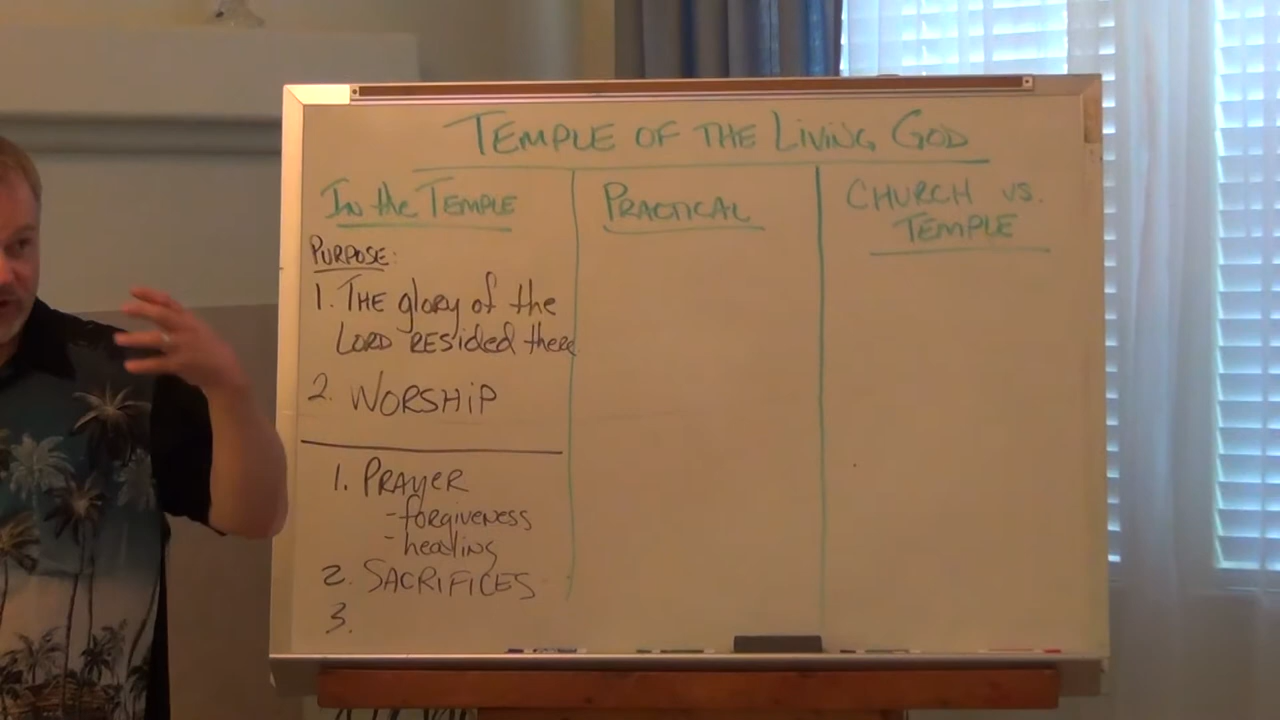 TEMPLE OF THE LIVING GOD
In the TEMPLE
PURPOSE:
1. THE glory of the
LORD RESided there
2. WORSHiP
1. PRAyER
-forgiveness
-healing
2. SACRIFICES
3.
PRACTICAL
CHURCH vs.
TEMPLE